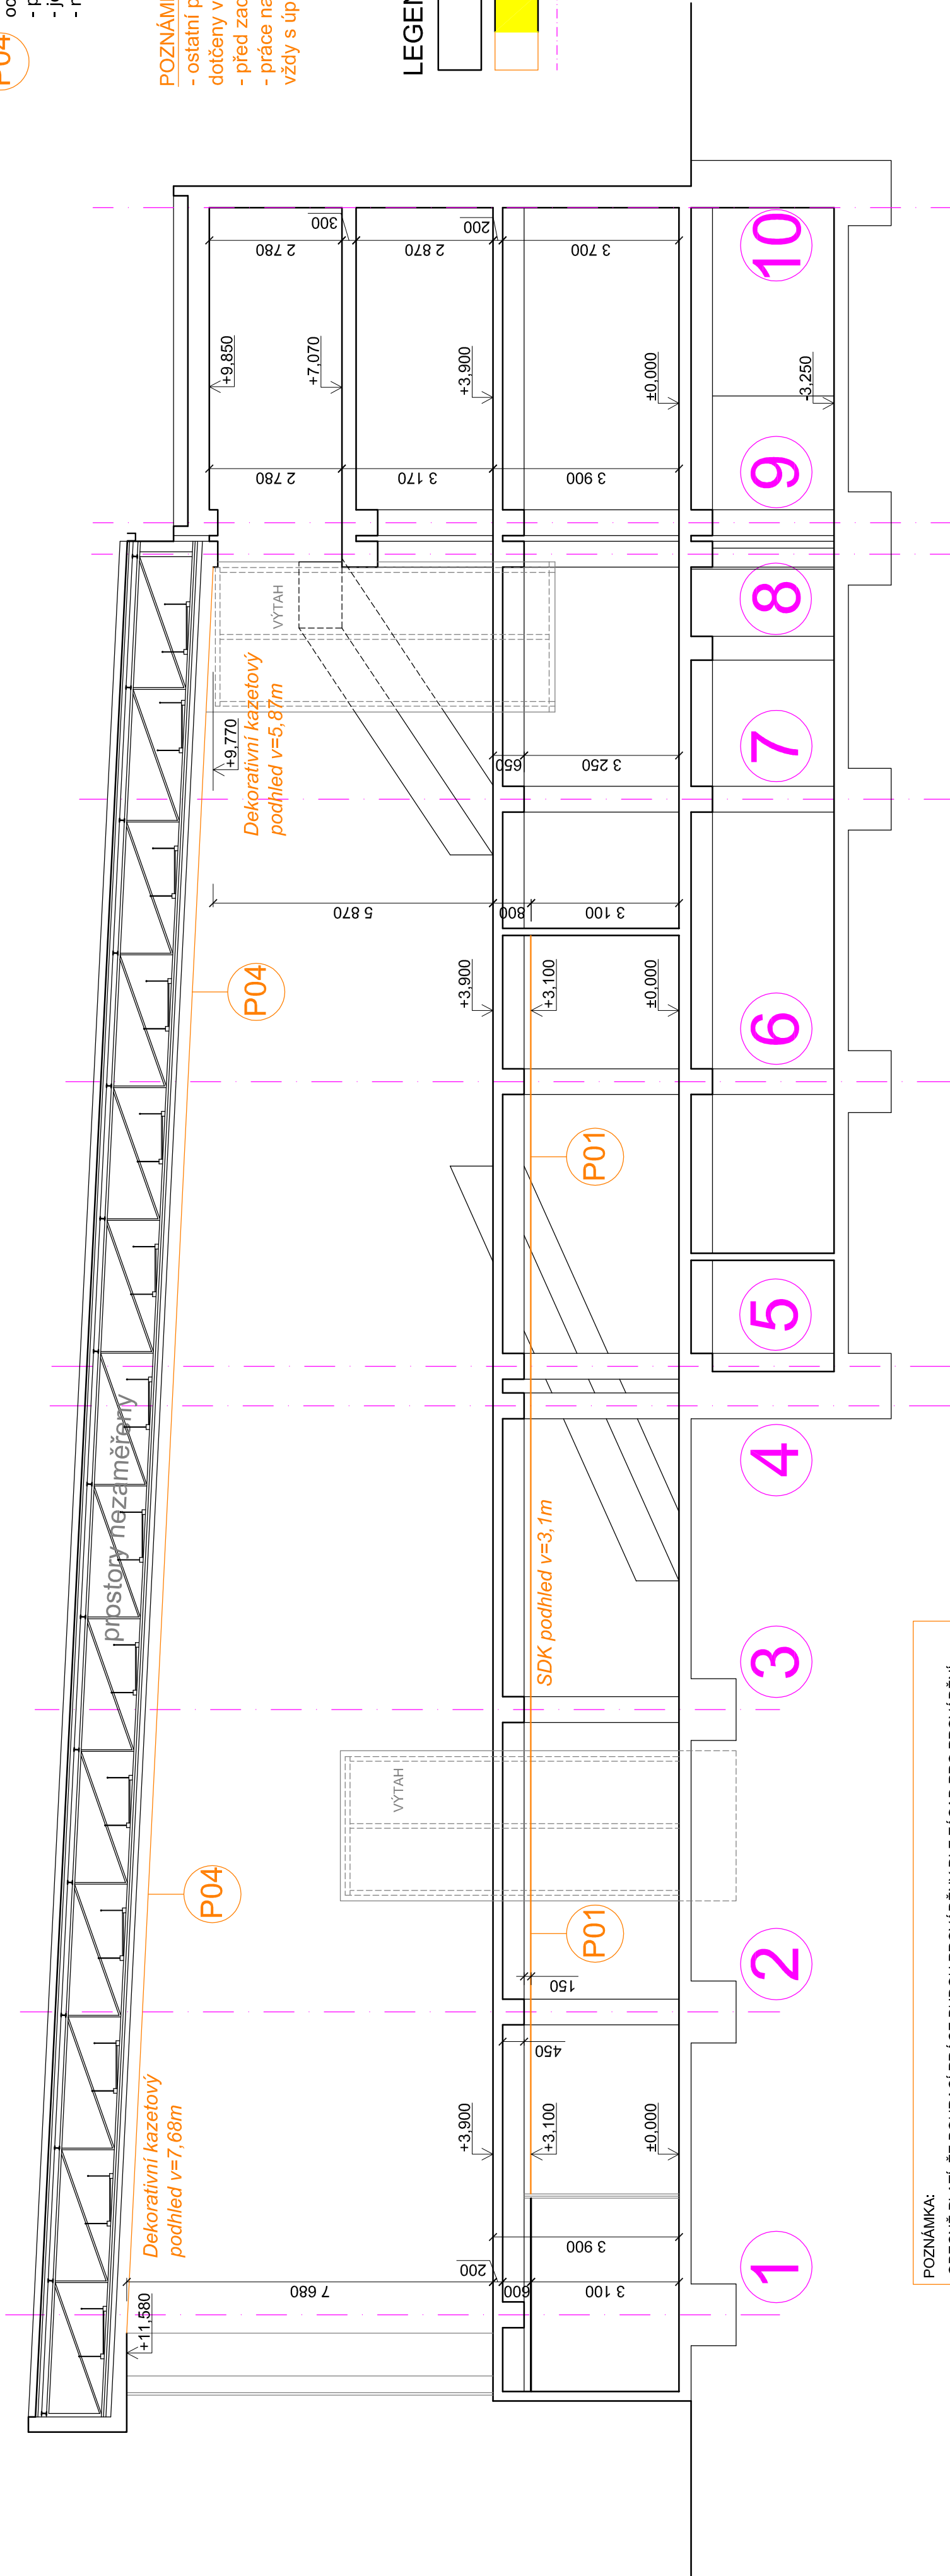 P04
POZNÁMK
- ostatní p
dotčeny v
- před zač
- práce na
vždy s úp
LEGEN
prostory nezaměřeny
Dekorativní kazetový
podhled v=7,68m
P04
P04
Dekorativní kazetový
podhled v=5,87m
VÝTAH
VÝTAH
+11,580
+9,770
+9,850
+7,070
+3,900
+3,900
+3,900
+3,100
+3,100
±0,000
±0,000
±0,000
-3,250
7 680
200
600
3 100
3 900
450
150
5 870
800
3 100
650
3 250
2 780
3 170
3 900
2 780
300
2 870
200
3 700
SDK podhled v=3,1m
P01
P01
1
2
3
4
5
6
7
8
9
10
POZNÁMKA: